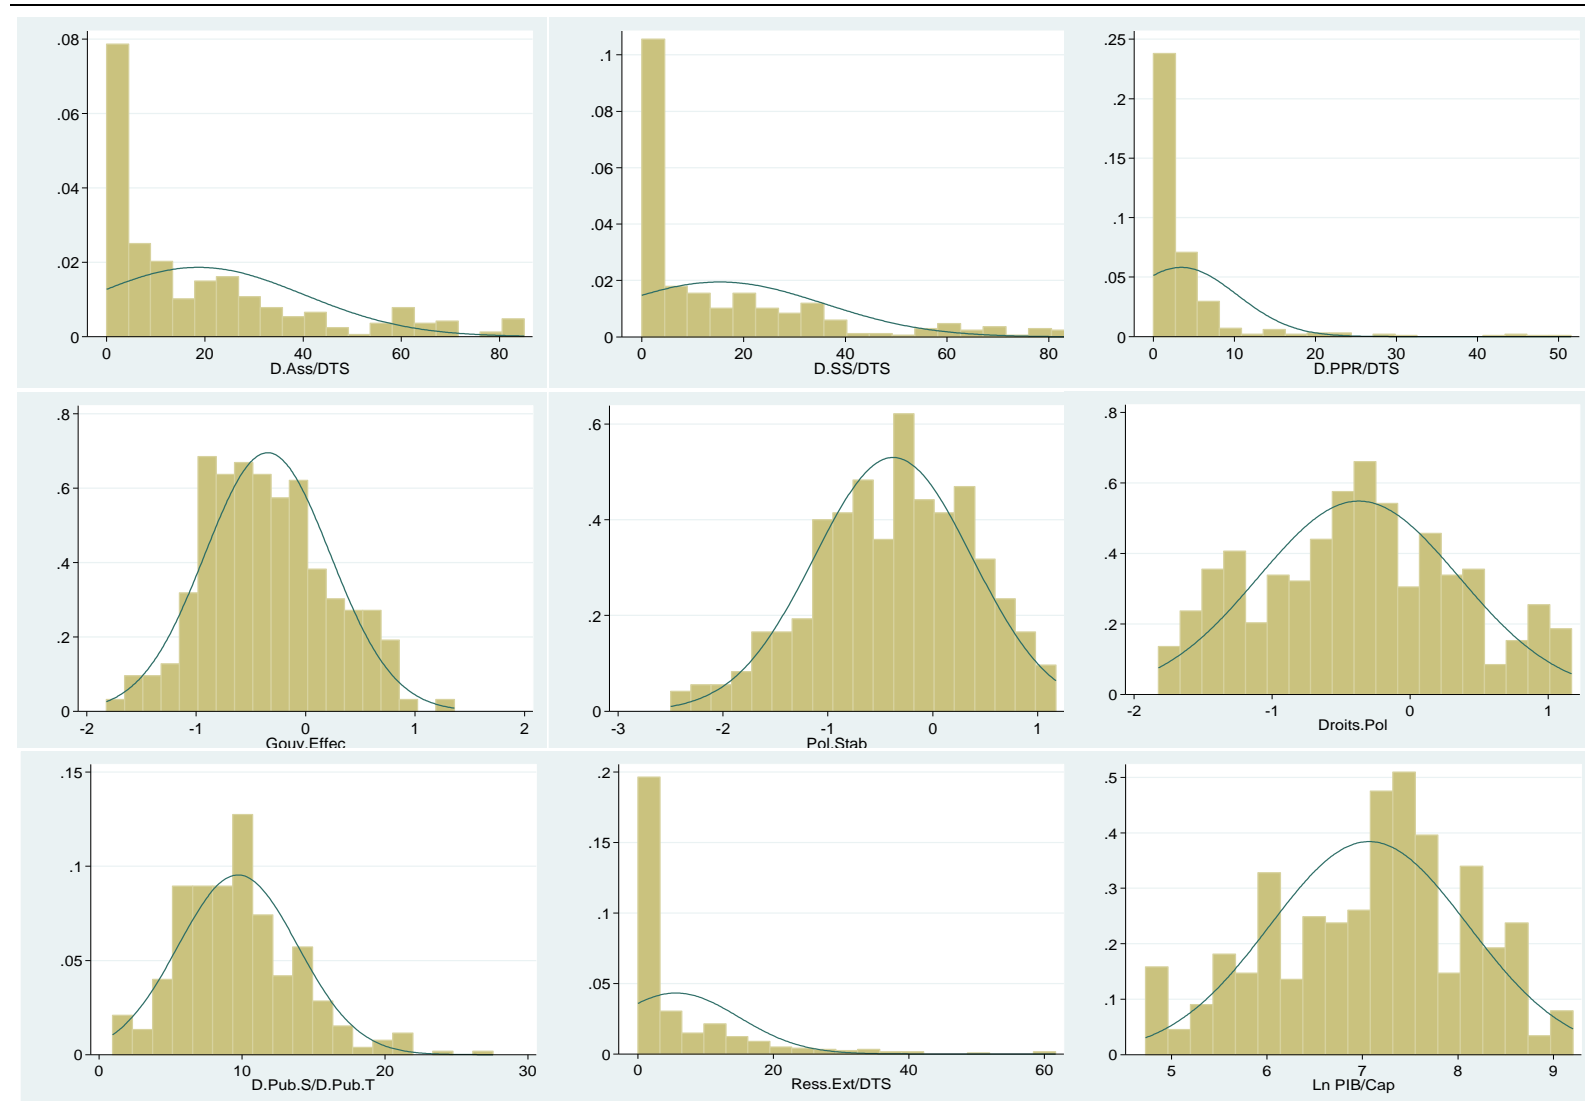 .08
.06
.04
.02
0
0 20 40 60 80
D.Ass/DTS
.1
.08
.06
.04
.02
0
0 20 40 60 80
D.SS/DTS
.25
.2
.15
.1
.05
0
0 10 20 30 40 50
D.PPR/DTS
.8
.6
.4
.2
0
-2 -1 0 1 2
Gouv.Effec
.6
.4
.2
0
-3 -2 -1 0 1
Pol.Stab
.8
.6
.4
.2
0
-2 -1 0 1
Droits.Pol
.15
.1
.05
0
0 10 20 30
D.Pub.S/D.Pub.T
.2
.15
.1
.05
0
0 20 40 60
Ress.Ext/DTS
.5
.4
.3
.2
.1
0
5 6 7 8 9
Ln PIB/Cap